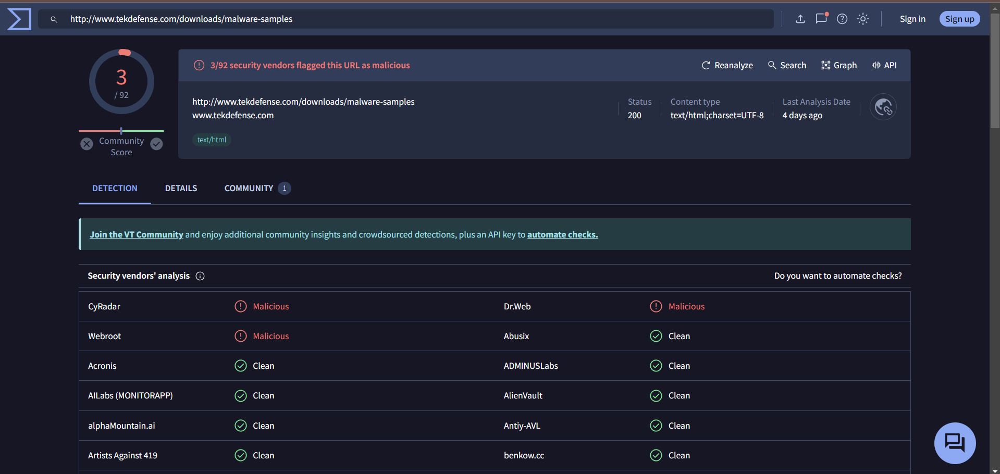 http://www.tekdefense.com/downloads/malware-samples
Sign in
Sign up
3
/ 92
Community
Score
3/92 security vendors flagged this URL as malicious
Reanalyze
Search
Graph
API
http://www.tekdefense.com/downloads/malware-samples
www.tekdefense.com
text/html
Status
200
Content type
text/html;charset=UTF-8
Last Analysis Date
4 days ago
DETECTION
DETAILS
COMMUNITY 1
Join the VT Community and enjoy additional community insights and crowdsourced detections, plus an API key to automate checks.
Security vendors' analysis
Do you want to automate checks?
CyRadar Malicious Dr.Web Malicious
Webroot Malicious Abusix Clean
Acronis Clean ADMINUSLabs Clean
AILabs (MONITORAPP) Clean AlienVault Clean
alphaMountain.ai Clean Antiy-AVL Clean
Artists Against 419 Clean benkow.cc Clean